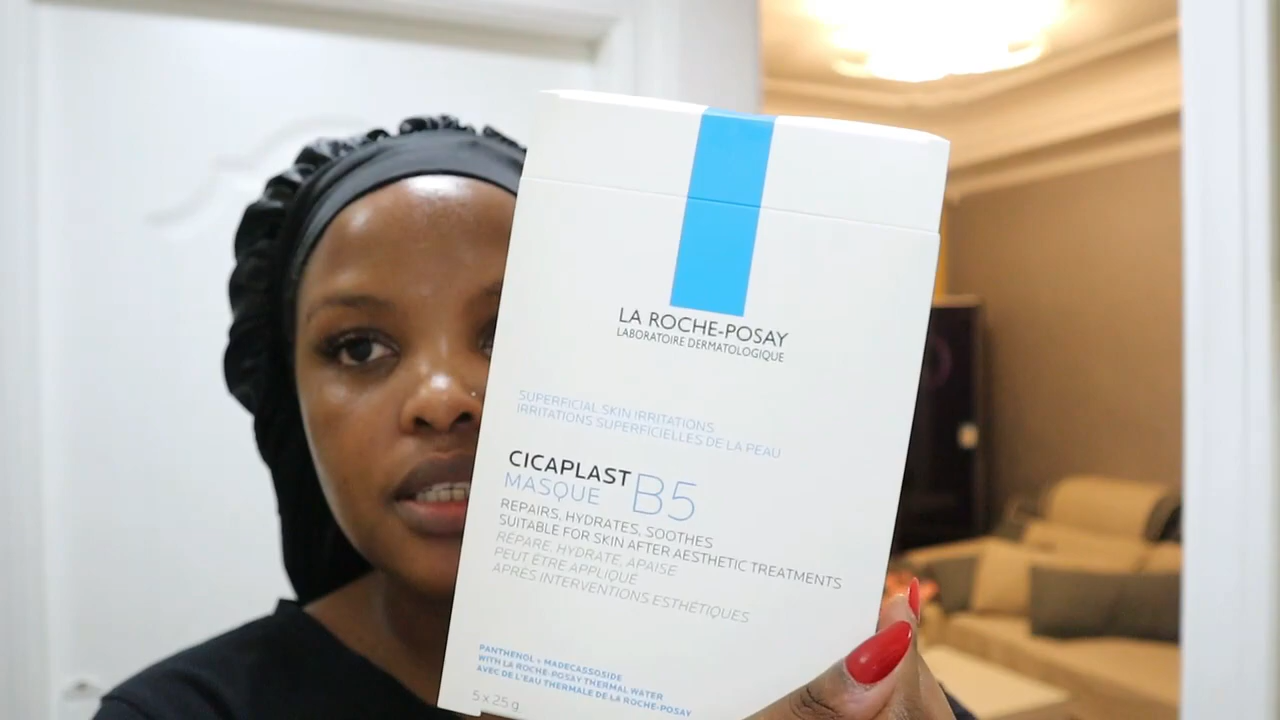 LA ROCHE-POSAY
LABORATOIRE DERMATOLOGIQUE
SUPERFICIAL SKIN IRRITATIONS
IRRITATIONS SUPERFICIELLES DE LA PEAU
CICAPLAST
MASQUE B5
REPAIRS, HYDRATES, SOOTHES
SUITABLE FOR SKIN AFTER AESTHETIC TREATMENTS
RÉPARE, HYDRATE, APAISE
PEUT ÊTRE APPLIQUÉ
APRÈS INTERVENTIONS ESTHÉTIQUES
PANTHENOL + MADECASSOSIDE
WITH LA ROCHE-POSAY THERMAL WATER
AVEC DE L'EAU THERMALE DE LA ROCHE-POSAY
5 x 25 g